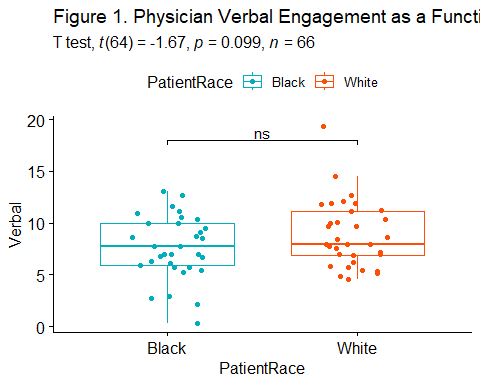 Figure 1. Physician Verbal Engagement as a Functi
T test, t(64) = -1.67, p = 0.099, n = 66
PatientRace Black White
20
ns
15
10
5
0
Verbal
Black White
PatientRace